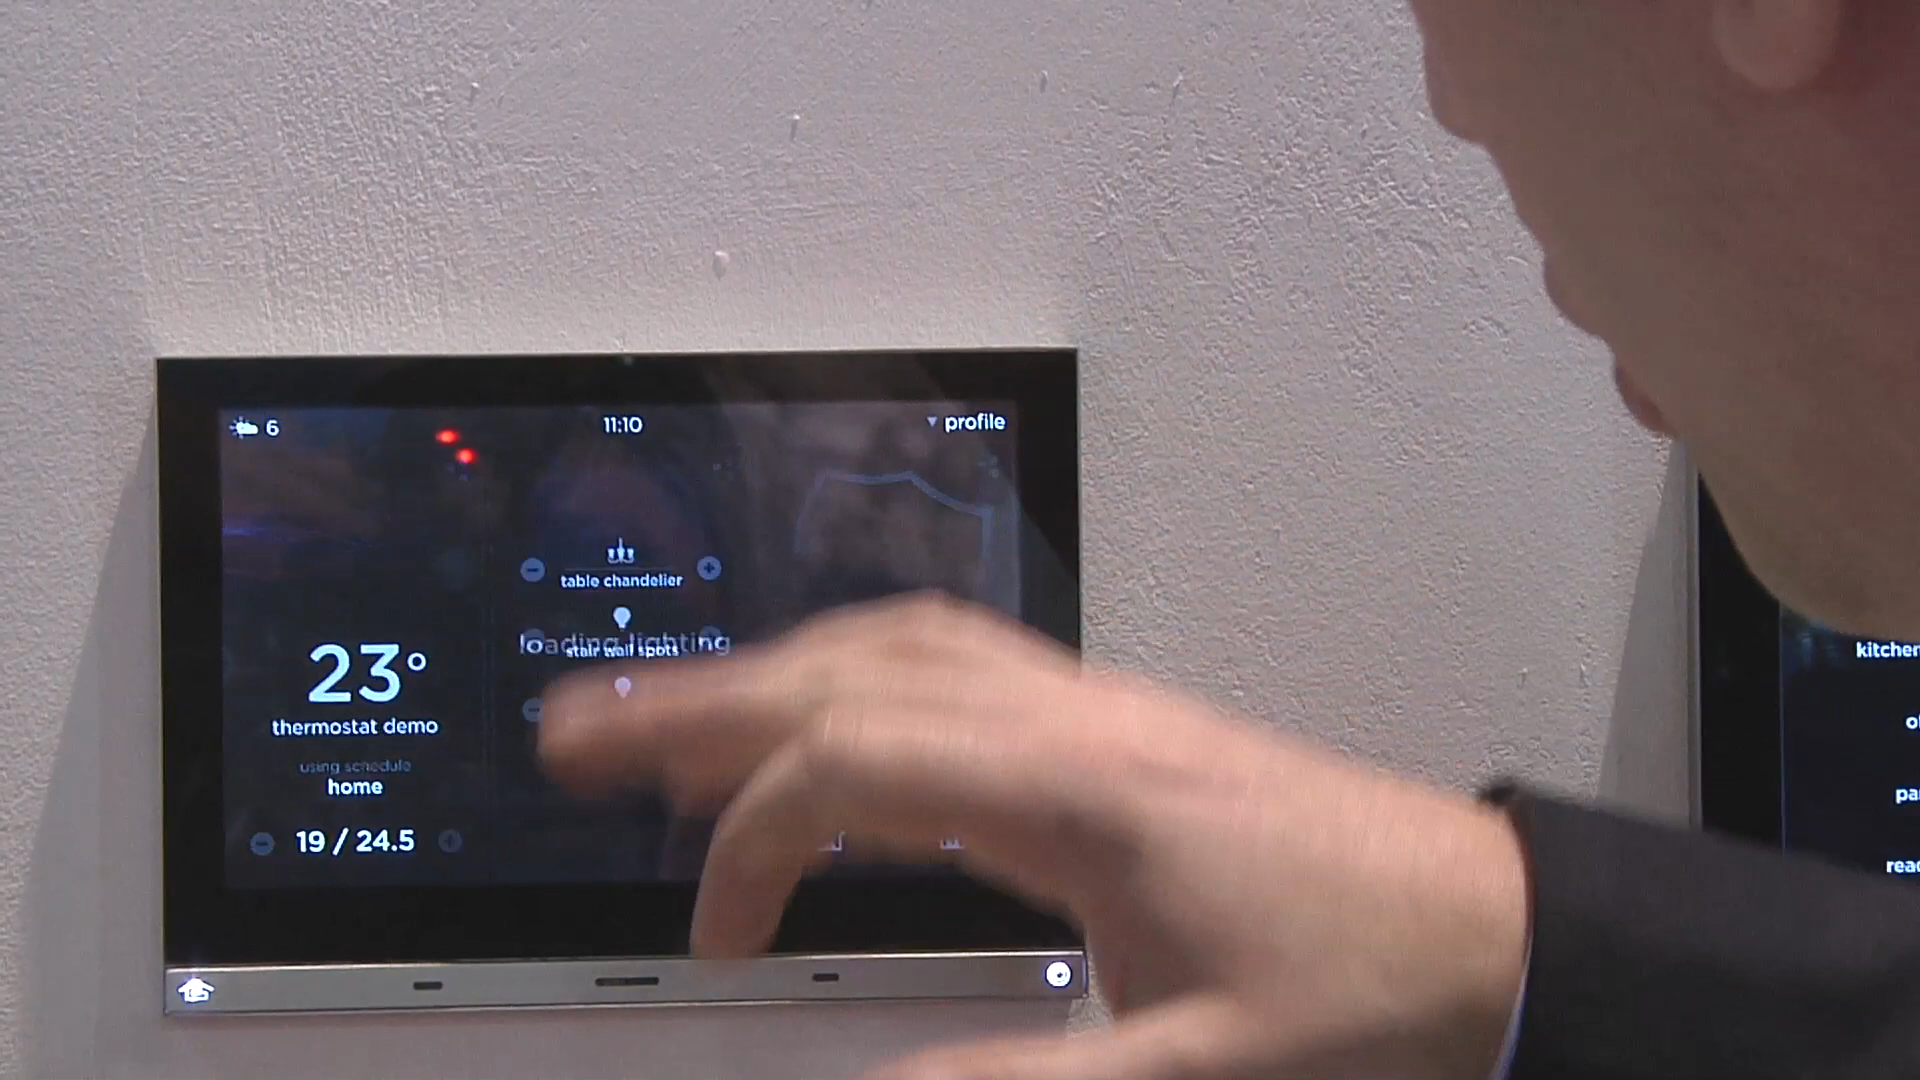 6
11:10
profile
table chandelier
loading lighting
stair wall spots
23°
thermostat demo
using schedule
home
19 / 24.5
kitchen